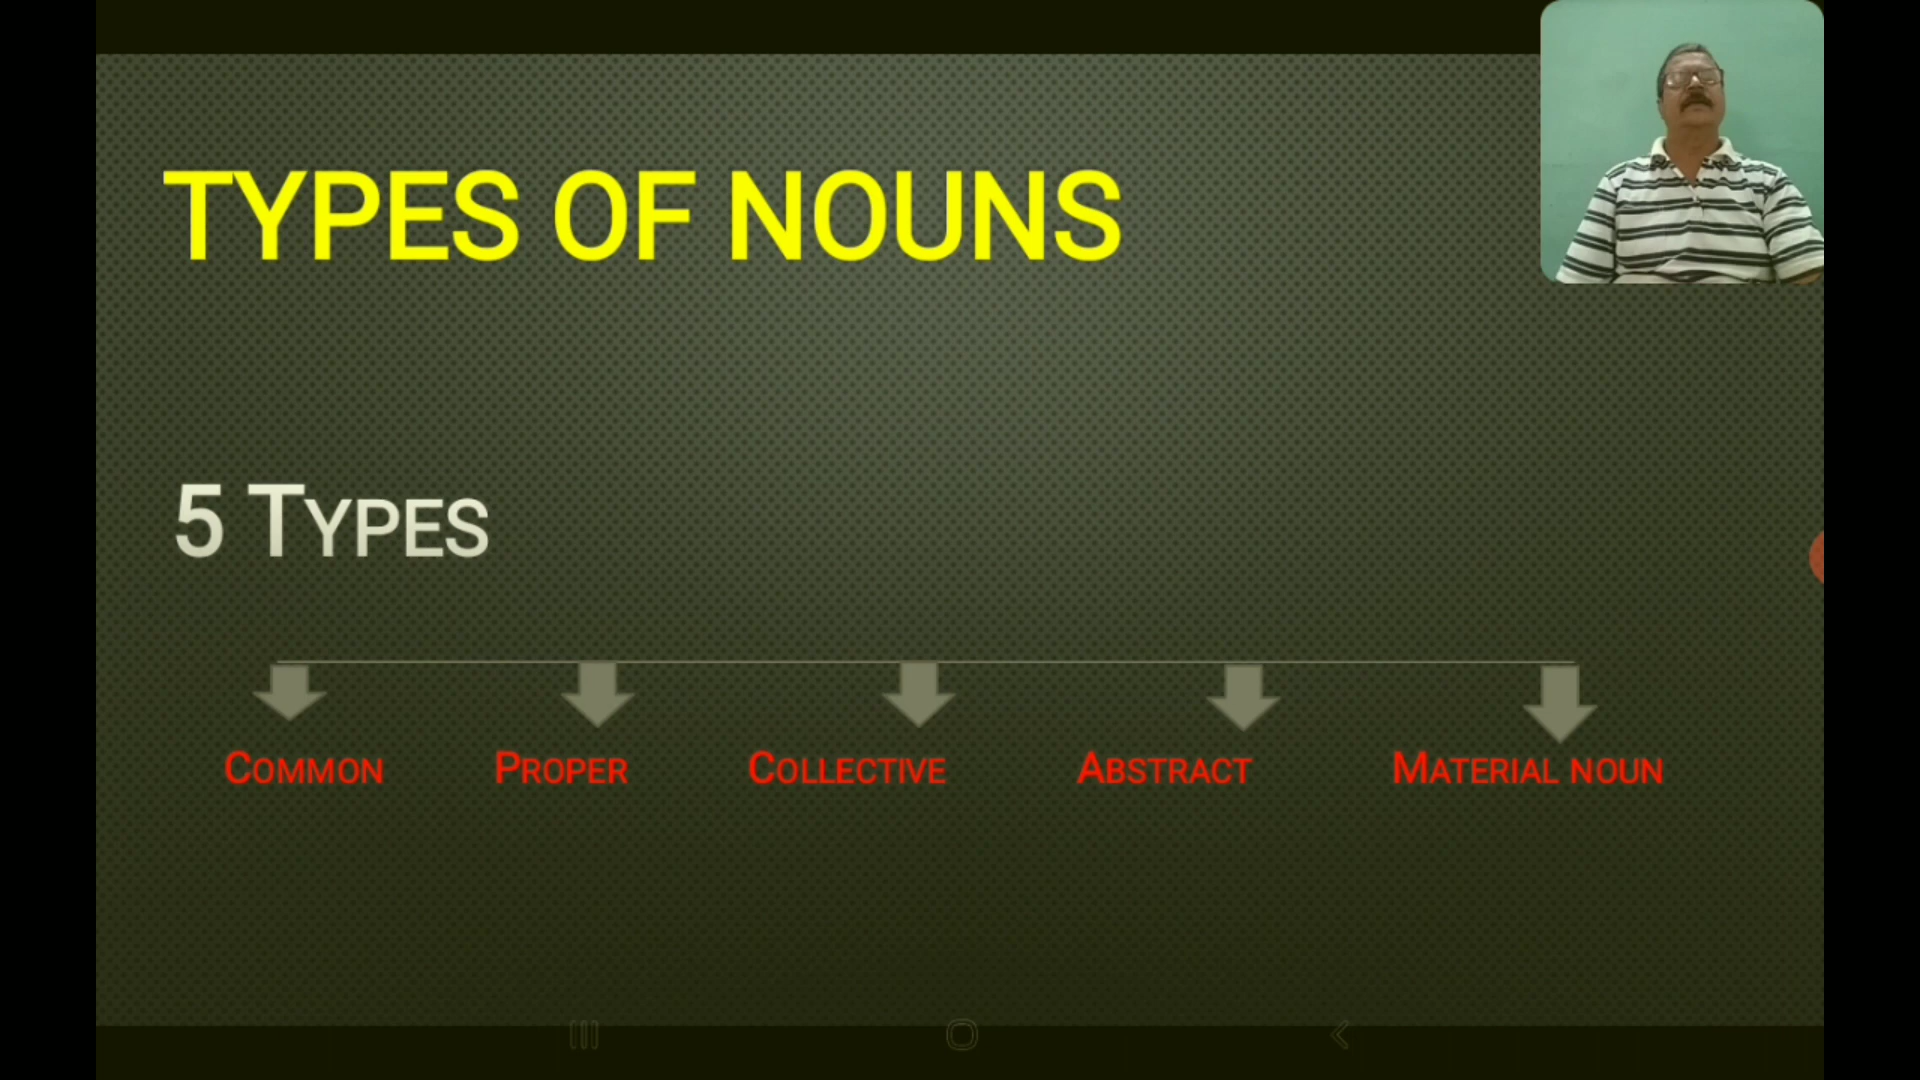 TYPES OF NOUNS
5 TYPES
COMMON PROPER COLLECTIVE ABSTRACT MATERIAL NOUN